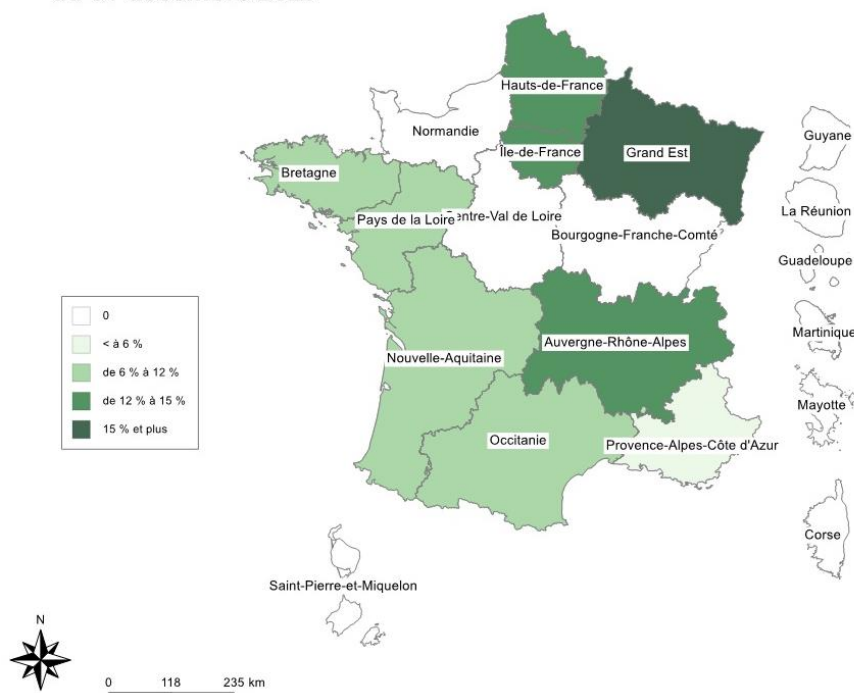 Hauts-de-France
Normandie
Île-de-France
Grand Est
Guyane
Bretagne
La Réunion
Pays de la Loire
entre-Val de Loire
Bourgogne-Franche-Comté
Guadeloupe
0
< à 6 %
de 6 % à 12 %
de 12 % à 15 %
15 % et plus
Martinique
Auvergne-Rhône-Alpes
Nouvelle-Aquitaine
Mayotte
Occitanie
Provence-Alpes-Côte d'Azur
Corse
Saint-Pierre-et-Miquelon
N
0 118 235 km